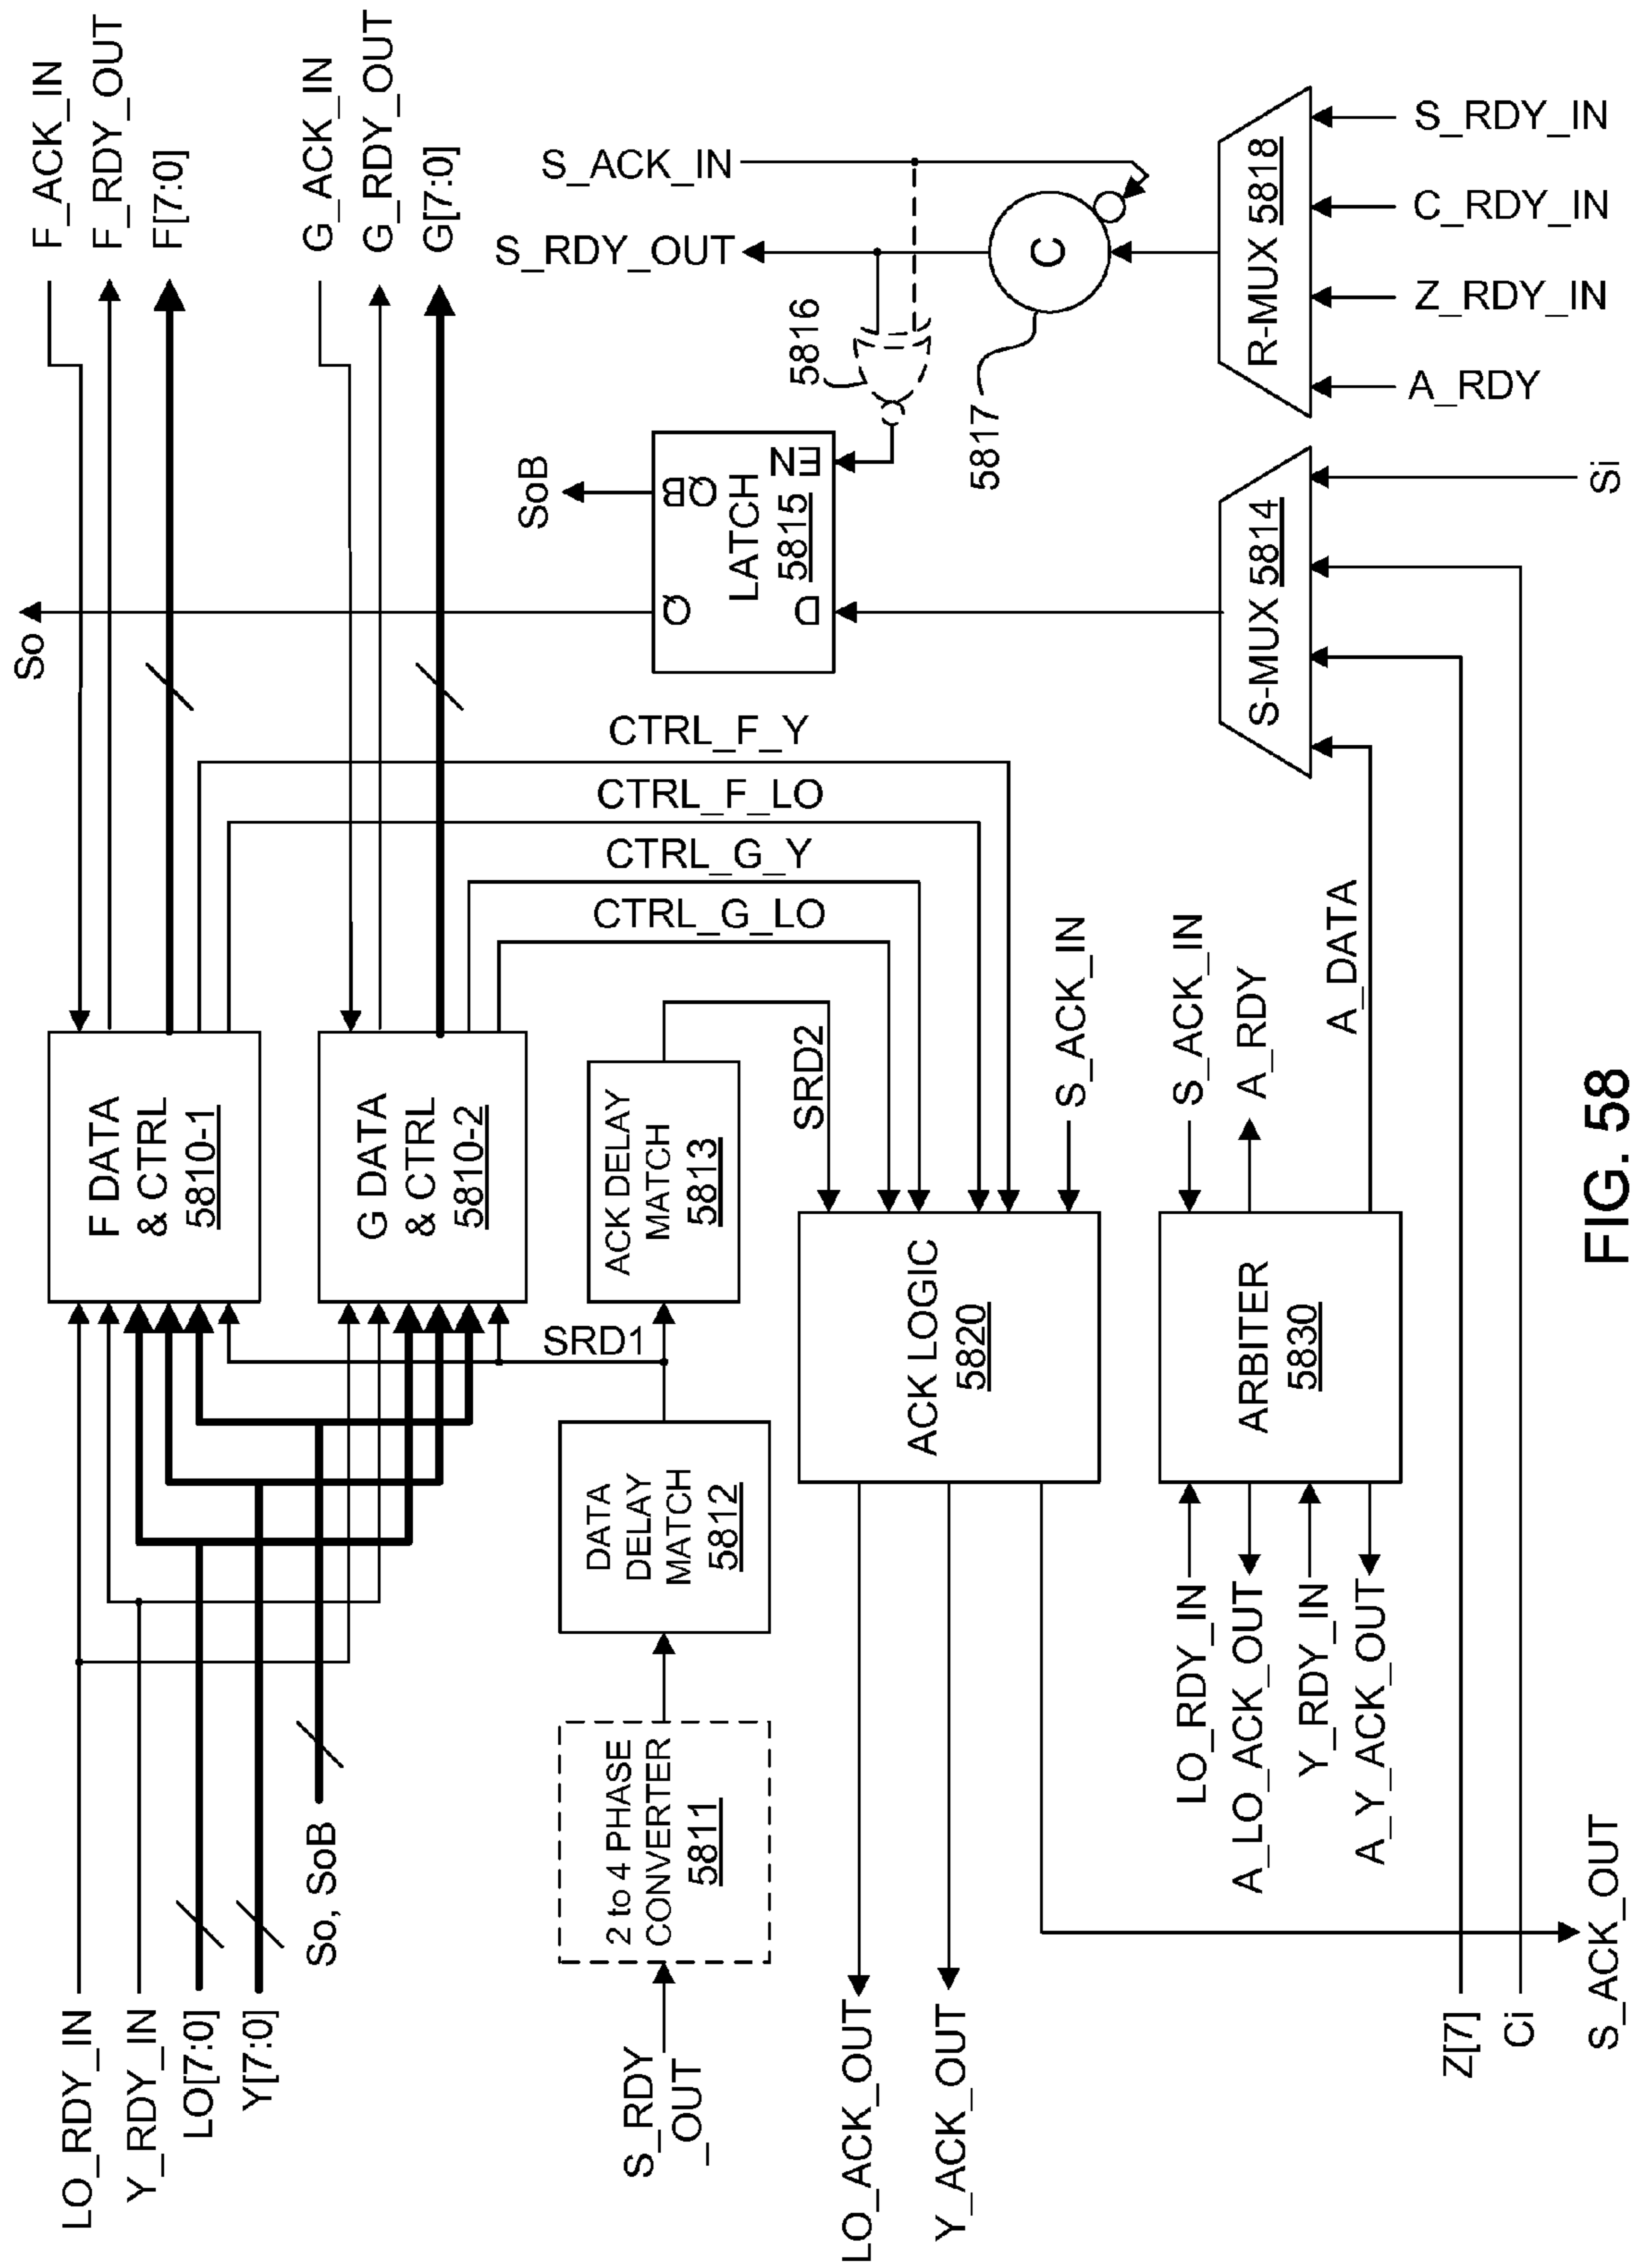 LO_RDY_IN
Y_RDY_IN
LO[7:0]
Y[7:0]
So, SoB
F DATA
& CTRL
5810-1
G DATA
& CTRL
5810-2
F_ACK_IN
F_RDY_OUT
F[7:0]
G_ACK_IN
G_RDY_OUT
G[7:0]
S_RDY
_OUT
2 to 4 PHASE
CONVERTER
5811
DATA
DELAY
MATCH
5812
SRD1
ACK DELAY
MATCH
5813
SRD2
CTRL_F_Y
CTRL_F_LO
CTRL_G_Y
CTRL_G_LO
So
SoB
Q
QB
LATCH
5815
D
EN
5816
S_ACK_IN
S_RDY_OUT
C
5817
LO_ACK_OUT
Y_ACK_OUT
ACK LOGIC
5820
S_ACK_IN
LO_RDY_IN
A_LO_ACK_OUT
Y_RDY_IN
A_Y_ACK_OUT
ARBITER
5830
S_ACK_IN
A_RDY
A_DATA
S-MUX 5814
R-MUX 5818
Z[7]
Ci
S_ACK_OUT
Si
A_RDY
Z_RDY_IN
C_RDY_IN
S_RDY_IN
FIG. 58